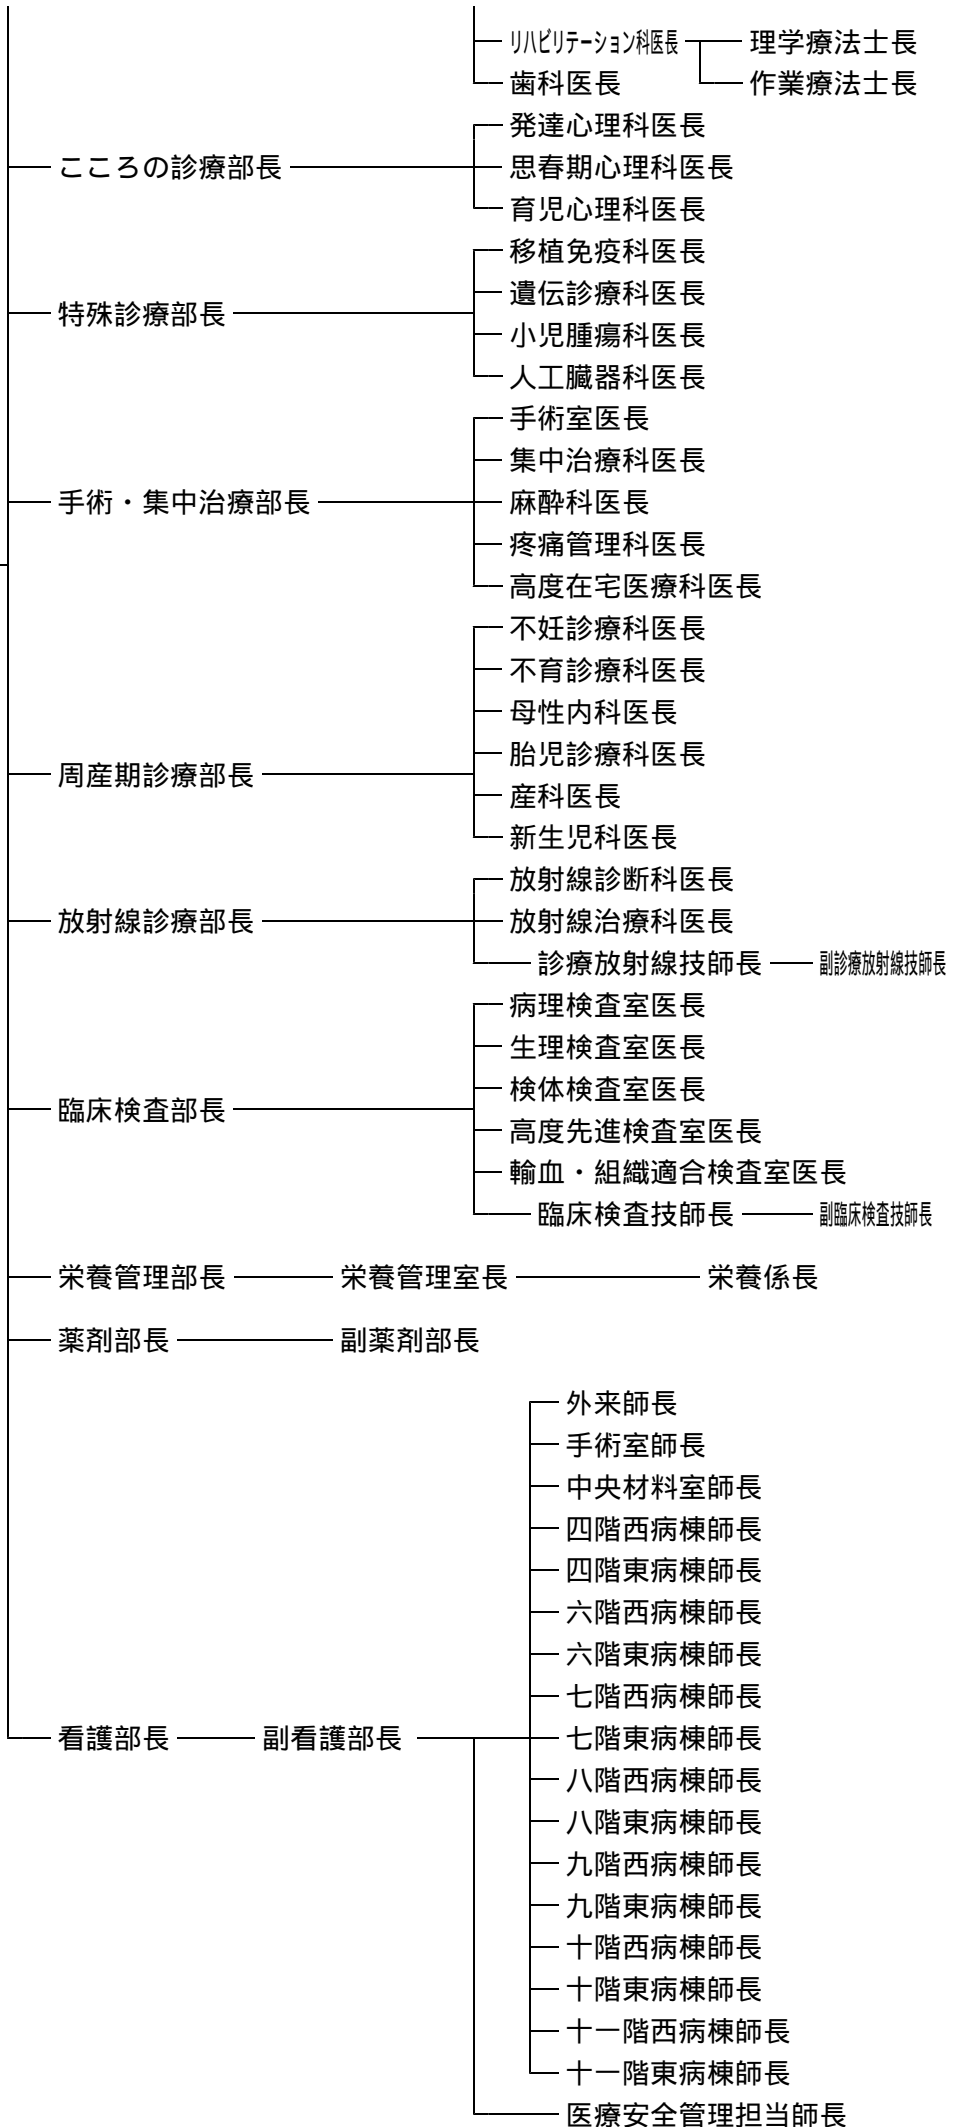 リハビリテーション科医長 理学療法士長
歯科医長 作業療法士長
発達心理科医長
こころの診療部長 思春期心理科医長
育児心理科医長
移植免疫科医長
遺伝診療科医長
特殊診療部長
小児腫瘍科医長
人工臓器科医長
手術室医長
集中治療科医長
手術・集中治療部長 麻酔科医長
疼痛管理科医長
高度在宅医療科医長
不妊診療科医長
不育診療科医長
母性内科医長
胎児診療科医長
周産期診療部長
産科医長
新生児科医長
放射線診断科医長
放射線診療部長 放射線治療科医長
診療放射線技師長 副診療放射線技師長
病理検査室医長
生理検査室医長
検体検査室医長
臨床検査部長
高度先進検査室医長
輸血・組織適合検査室医長
臨床検査技師長 副臨床検査技師長
栄養管理部長 栄養管理室長 栄養係長
薬剤部長 副薬剤部長
外来師長
手術室師長
中央材料室師長
四階西病棟師長
四階東病棟師長
六階西病棟師長
六階東病棟師長
七階西病棟師長
看護部長 副看護部長 七階東病棟師長
八階西病棟師長
八階東病棟師長
九階西病棟師長
九階東病棟師長
十階西病棟師長
十階東病棟師長
十一階西病棟師長
十一階東病棟師長
医療安全管理担当師長